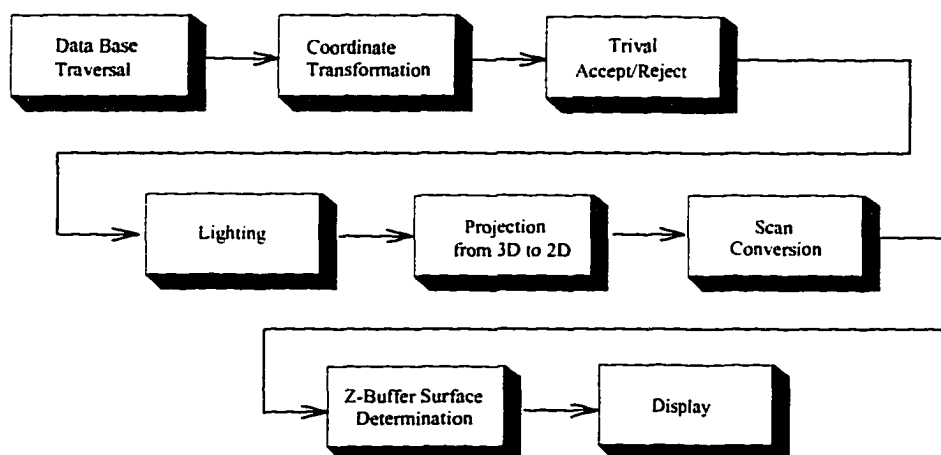 Data Base
Traversal
Coordinate
Transformation
Trival
Accept/Reject
Lighting
Projection
from 3D to 2D
Scan
Conversion
Z-Buffer Surface
Determination
Display